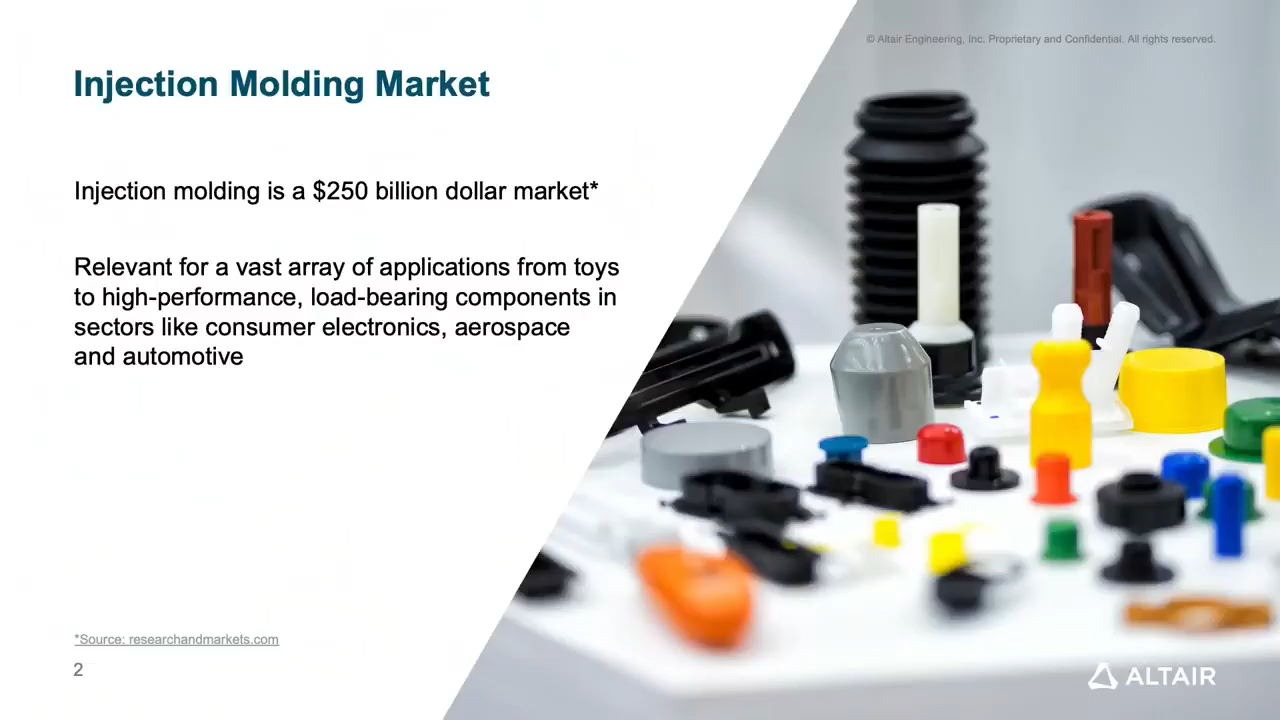 © Altair Engineering, Inc. Proprietary and Confidential. All rights reserved.
Injection Molding Market
Injection molding is a $250 billion dollar market*
Relevant for a vast array of applications from toys
to high-performance, load-bearing components in
sectors like consumer electronics, aerospace
and automotive
*Source: researchandmarkets.com
2
ALTAIR